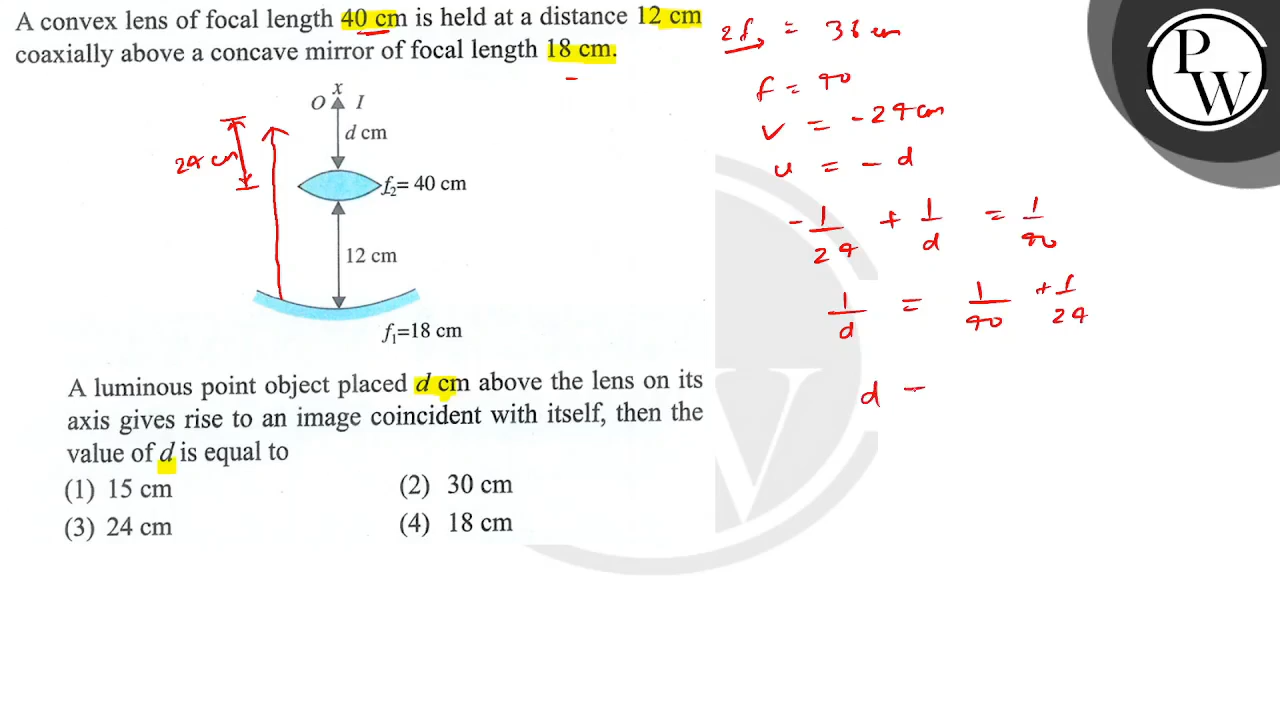 A convex lens of focal length 40 cm is held at a distance 12 cm
coaxially above a concave mirror of focal length 18 cm.
x
O I
d cm
24 cm
f₂= 40 cm
12 cm
f₁=18 cm
A luminous point object placed d cm above the lens on its
axis gives rise to an image coincident with itself, then the
value of d is equal to
(1) 15 cm (2) 30 cm
(3) 24 cm (4) 18 cm
2f₁ = 36 cm
f = 40
v = -24 cm
u = - d
- 1/24 + 1/d = 1/40
1/d = 1/40 + 1/24
d =
P
W